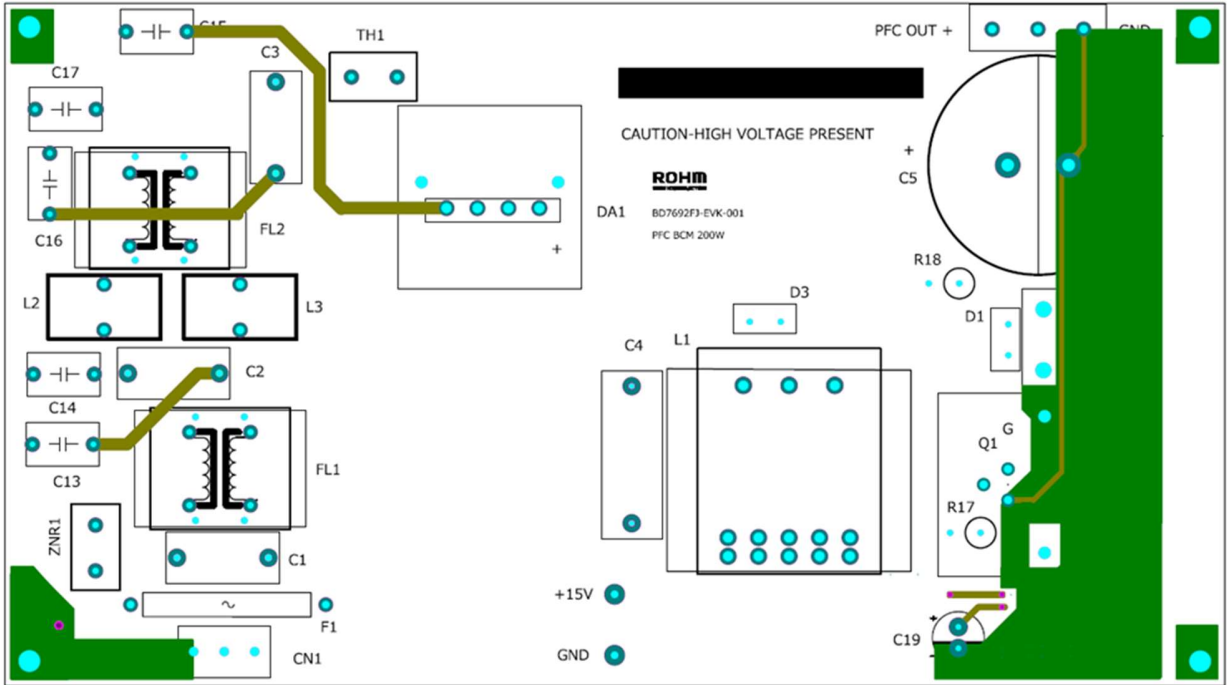 C15
PFC OUT +
GND
TH1
C3
C17
CAUTION-HIGH VOLTAGE PRESENT
+
C5
ROHM
DA1
BD7692FJ-EVK-001
FL2
C16
PFC BCM 200W
+
R18
L2
L3
D3
D1
L1
C4
C2
C14
G
Q1
FL1
C13
R17
ZNR1
C1
+15V
~
F1
+
C19
-
GND
CN1